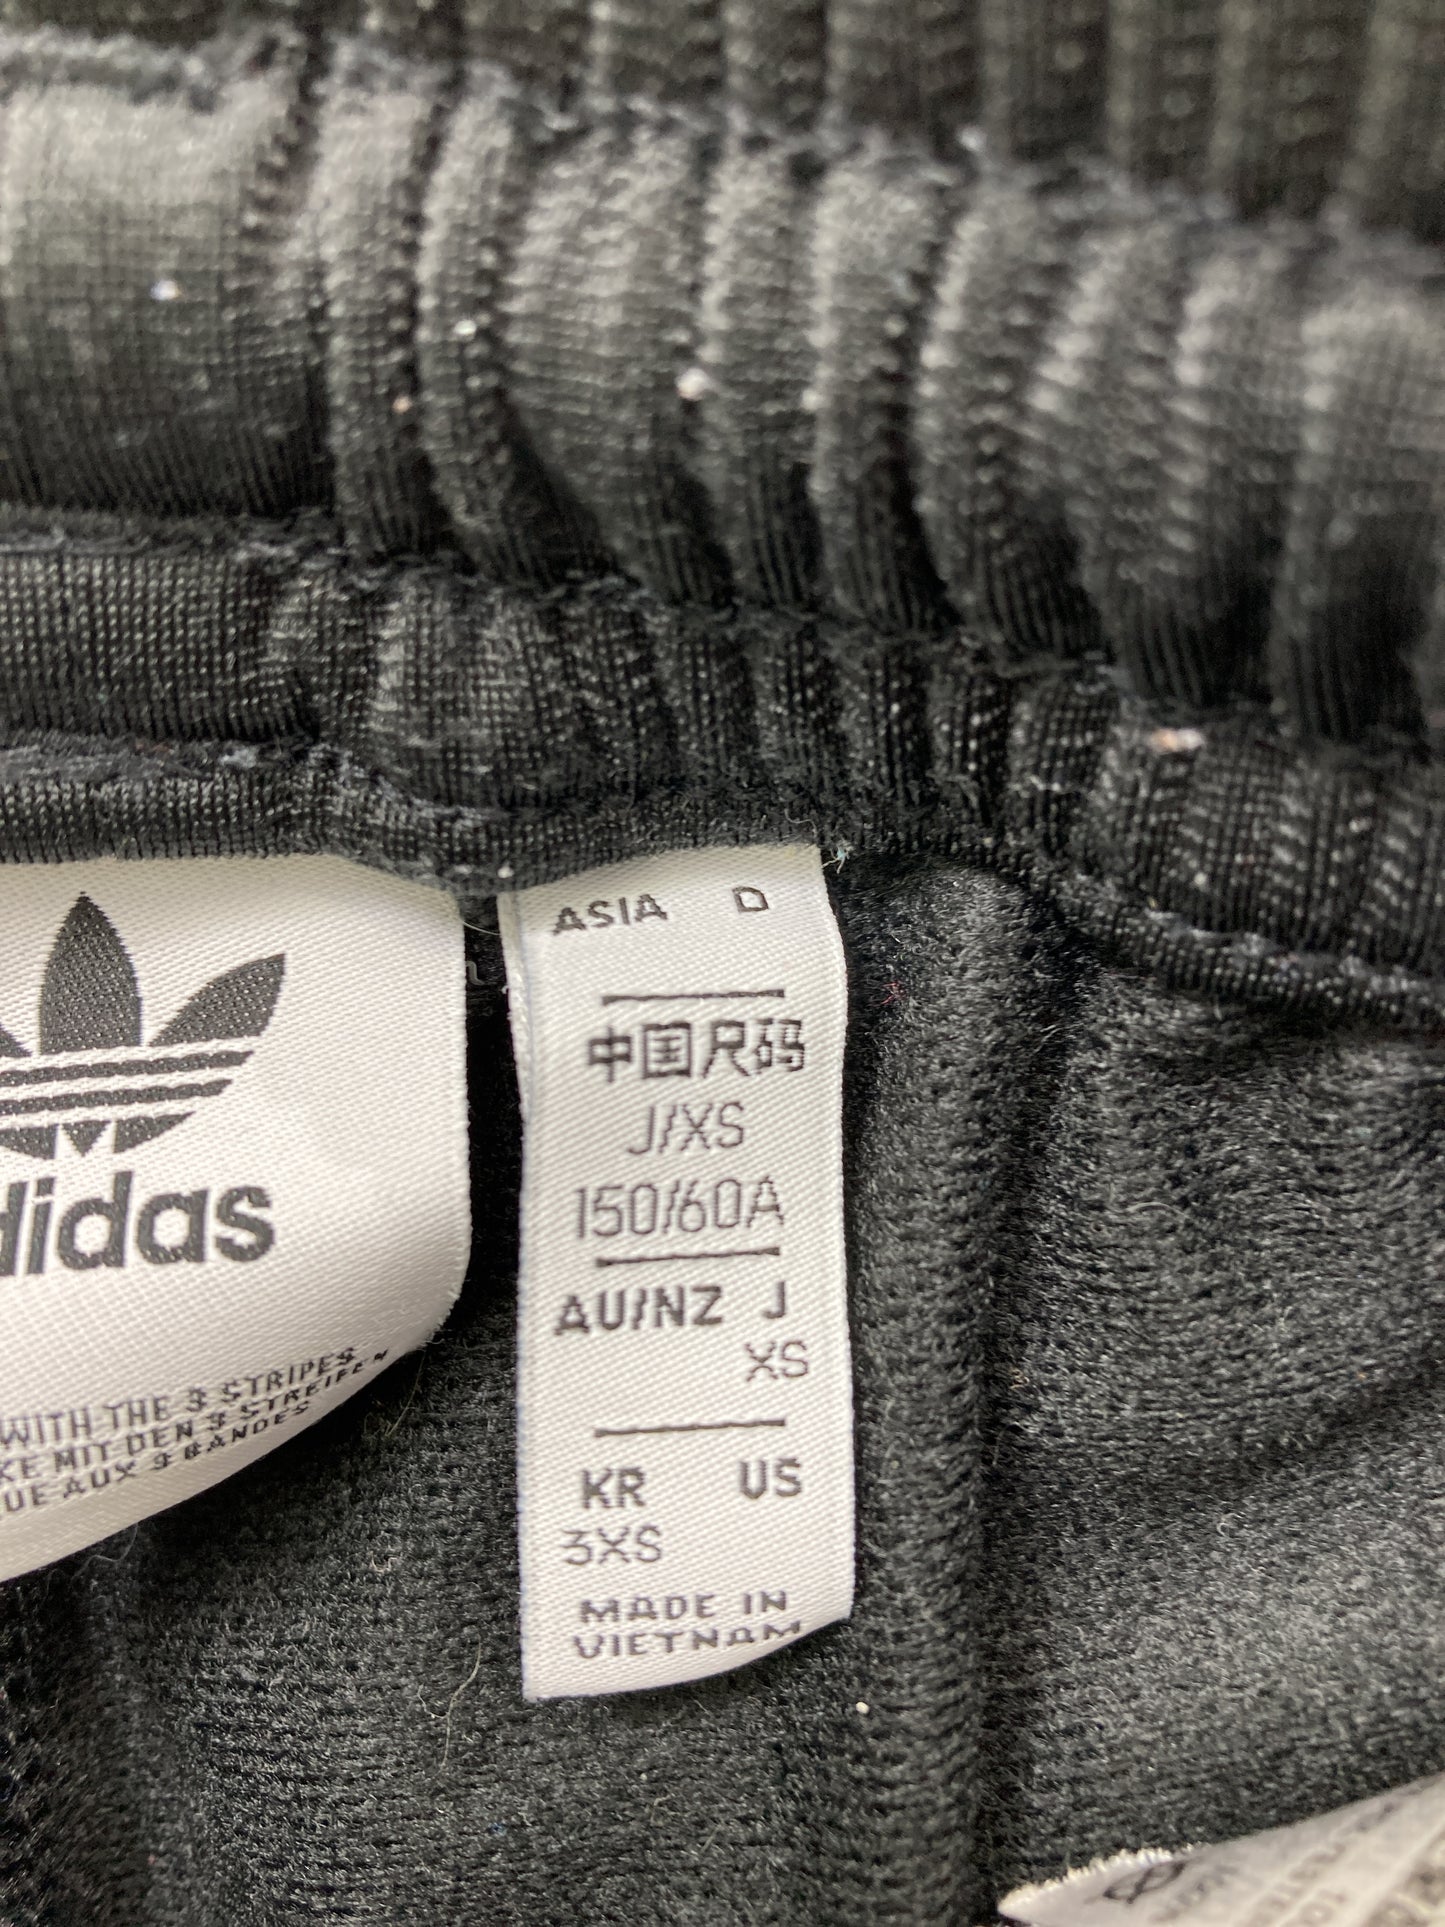 adidas
WITH THE 3 STRIPES
MIT DEN 3 STREIFEN
AUX 3 BANDES
ASIA D
中国尺码
J/XS
150/60A
AU/NZ J
XS
KR US
3XS
MADE IN
VIETNAM